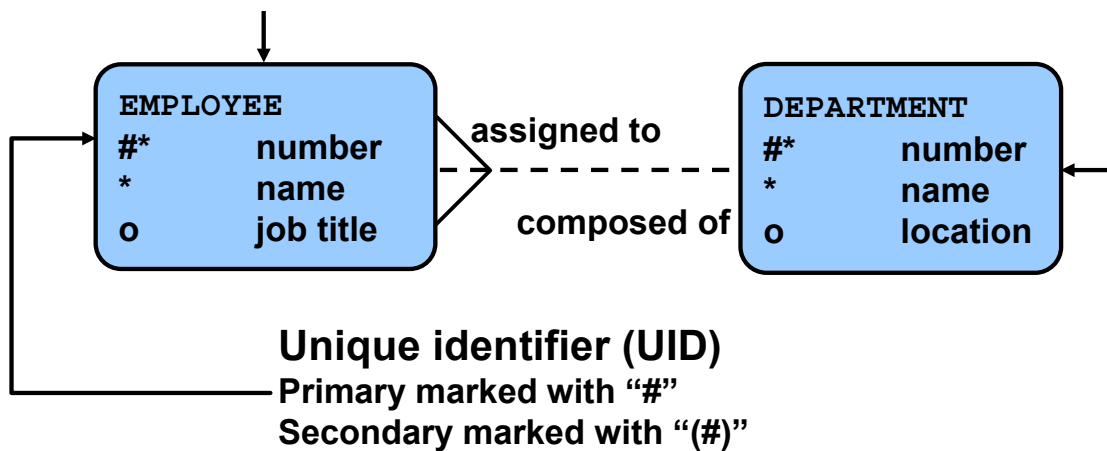 EMPLOYEE
#* number
* name
o job title
assigned to
composed of
DEPARTMENT
#* number
* name
o location
Unique identifier (UID)
Primary marked with “#”
Secondary marked with “(#)”